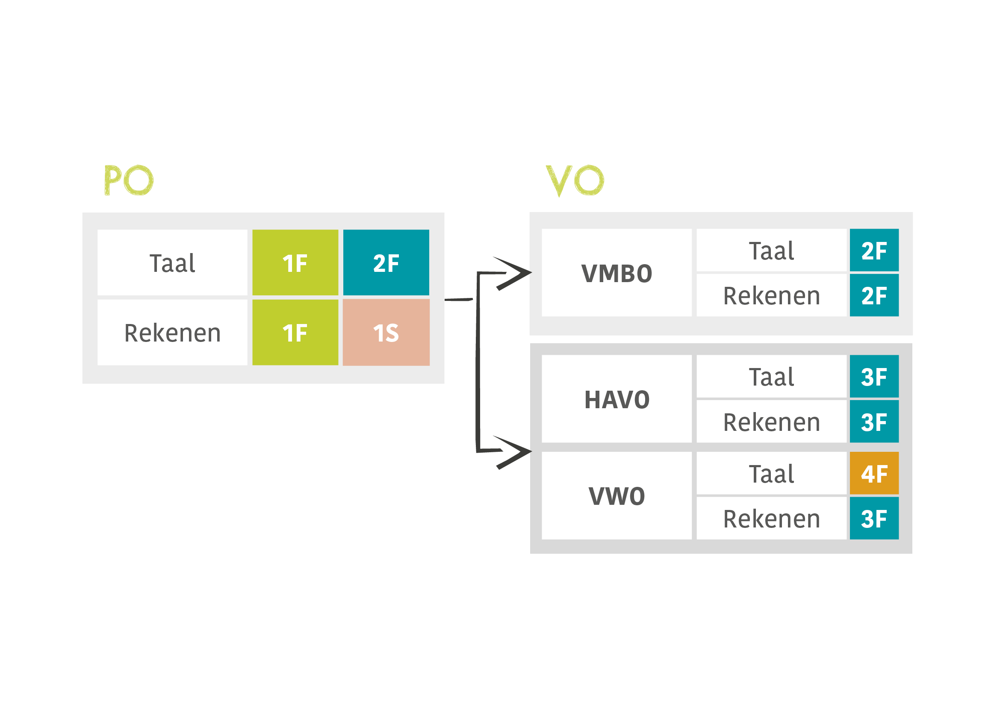 PO
Taal 1F 2F
Rekenen 1F 1S
VO
VMBO
Taal 2F
Rekenen 2F
HAVO
Taal 3F
Rekenen 3F
VWO
Taal 4F
Rekenen 3F